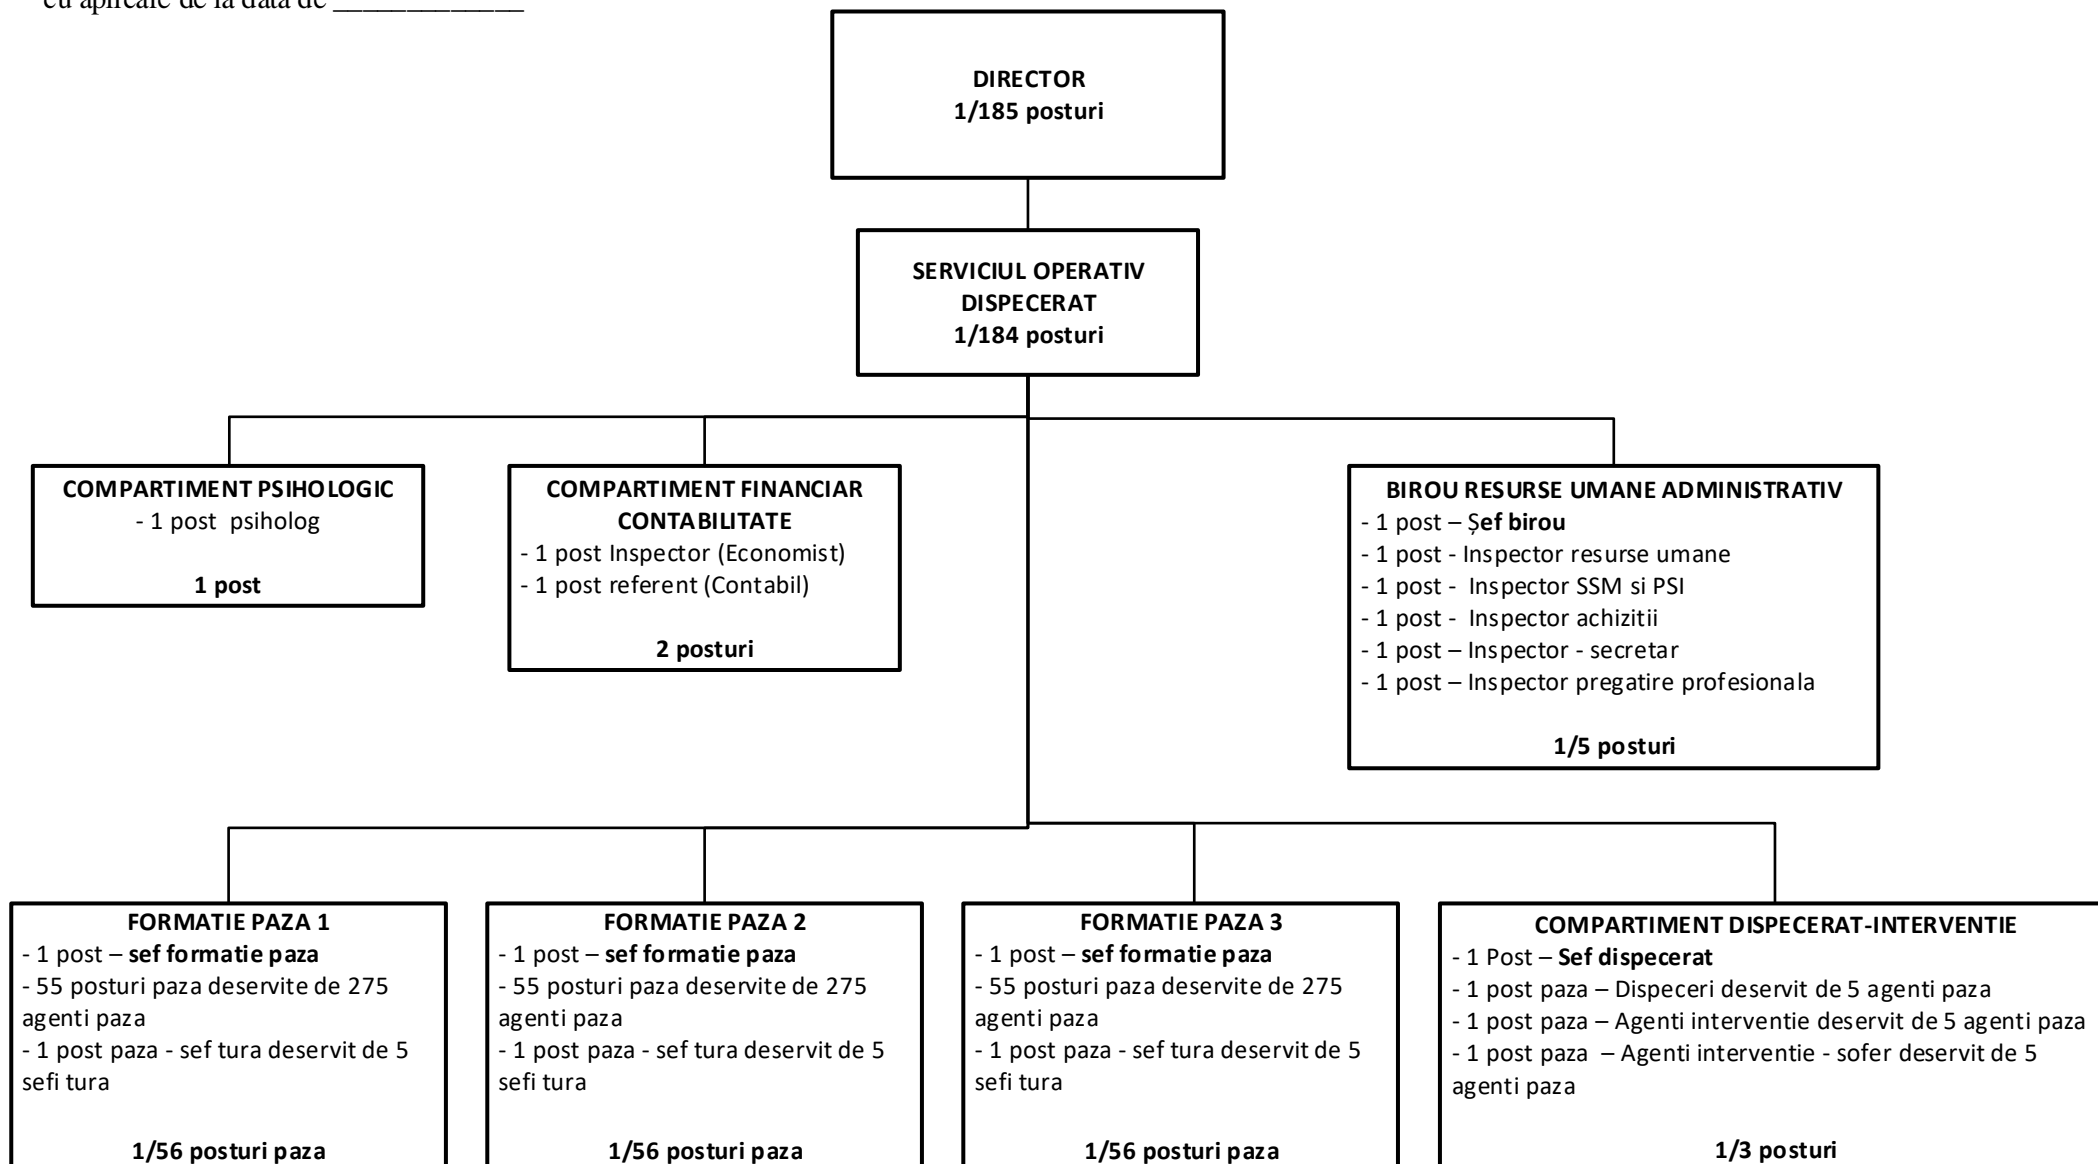 cu aplicare de la data de _____________
DIRECTOR
1/185 posturi
SERVICIUL OPERATIV
DISPECERAT
1/184 posturi
COMPARTIMENT PSIHOLOGIC
- 1 post  psiholog
1 post
COMPARTIMENT FINANCIAR
CONTABILITATE
- 1 post Inspector (Economist)
- 1 post referent (Contabil)
2 posturi
BIROU RESURSE UMANE ADMINISTRATIV
- 1 post – Șef birou
- 1 post - Inspector resurse umane
- 1 post -  Inspector SSM si PSI
- 1 post -  Inspector achizitii
- 1 post – Inspector - secretar
- 1 post – Inspector pregatire profesionala
1/5 posturi
FORMATIE PAZA 1
- 1 post – sef formatie paza
- 55 posturi paza deservite de 275
agenti paza
- 1 post paza - sef tura deservit de 5
sefi tura
1/56 posturi paza
FORMATIE PAZA 2
- 1 post – sef formatie paza
- 55 posturi paza deservite de 275
agenti paza
- 1 post paza - sef tura deservit de 5
sefi tura
1/56 posturi paza
FORMATIE PAZA 3
- 1 post – sef formatie paza
- 55 posturi paza deservite de 275
agenti paza
- 1 post paza - sef tura deservit de 5
sefi tura
1/56 posturi paza
COMPARTIMENT DISPECERAT-INTERVENTIE
- 1 Post – Sef dispecerat
- 1 post paza – Dispeceri deservit de 5 agenti paza
- 1 post paza – Agenti interventie deservit de 5 agenti paza
- 1 post paza  – Agenti interventie - sofer deservit de 5
agenti paza
1/3 posturi